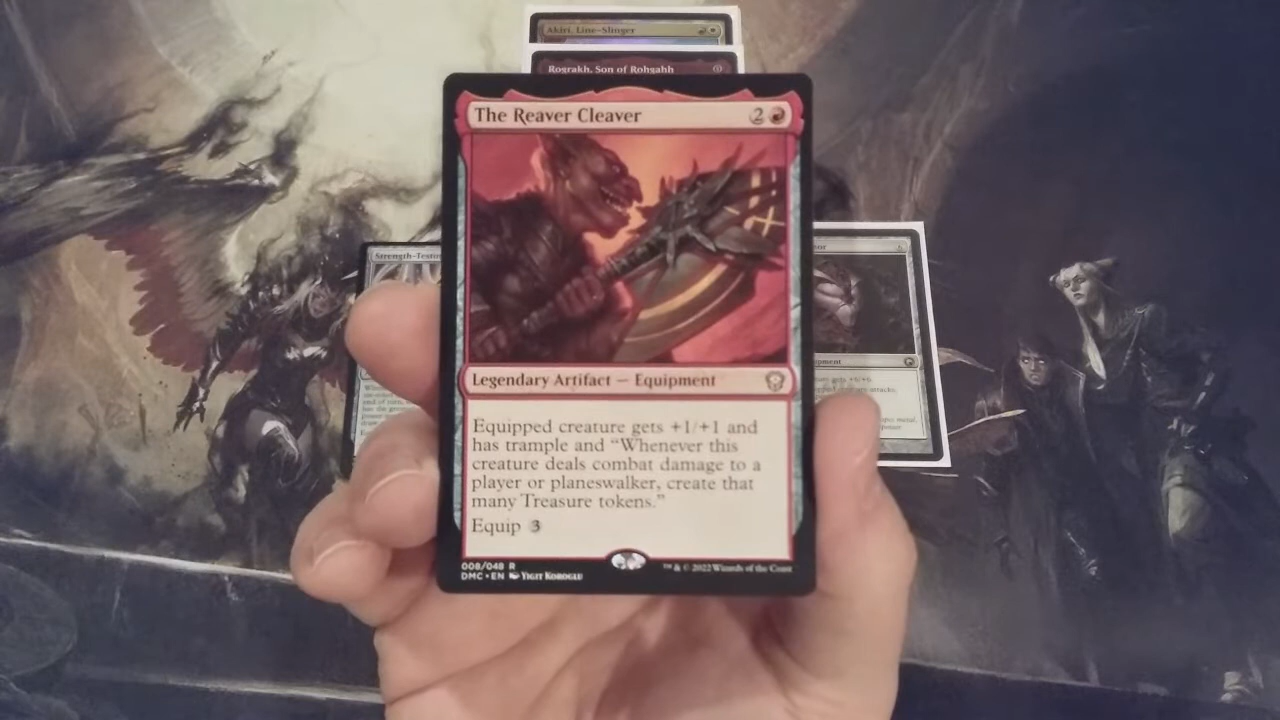 Akiri, Line-Slinger
Rograkh, Son of Rohgahh
The Reaver Cleaver
2
Strength-Testi
Legendary Artifact — Equipment
Equipped creature gets +1/+1 and
has trample and “Whenever this
creature deals combat damage to a
player or planeswalker, create that
many Treasure tokens.”
Equip 3
008/048 R
DMC • EN YIGIT KOROGLU
™ & © 2022 Wizards of the Coast